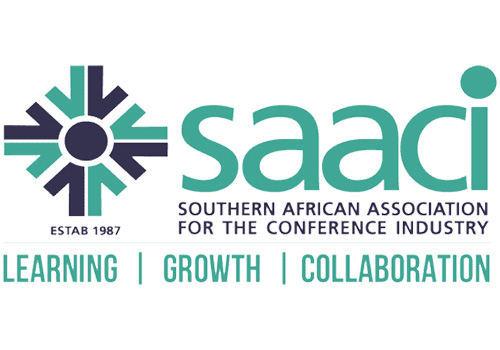 saaci
SOUTHERN AFRICAN ASSOCIATION
FOR THE CONFERENCE INDUSTRY
ESTAB 1987
LEARNING | GROWTH | COLLABORATION